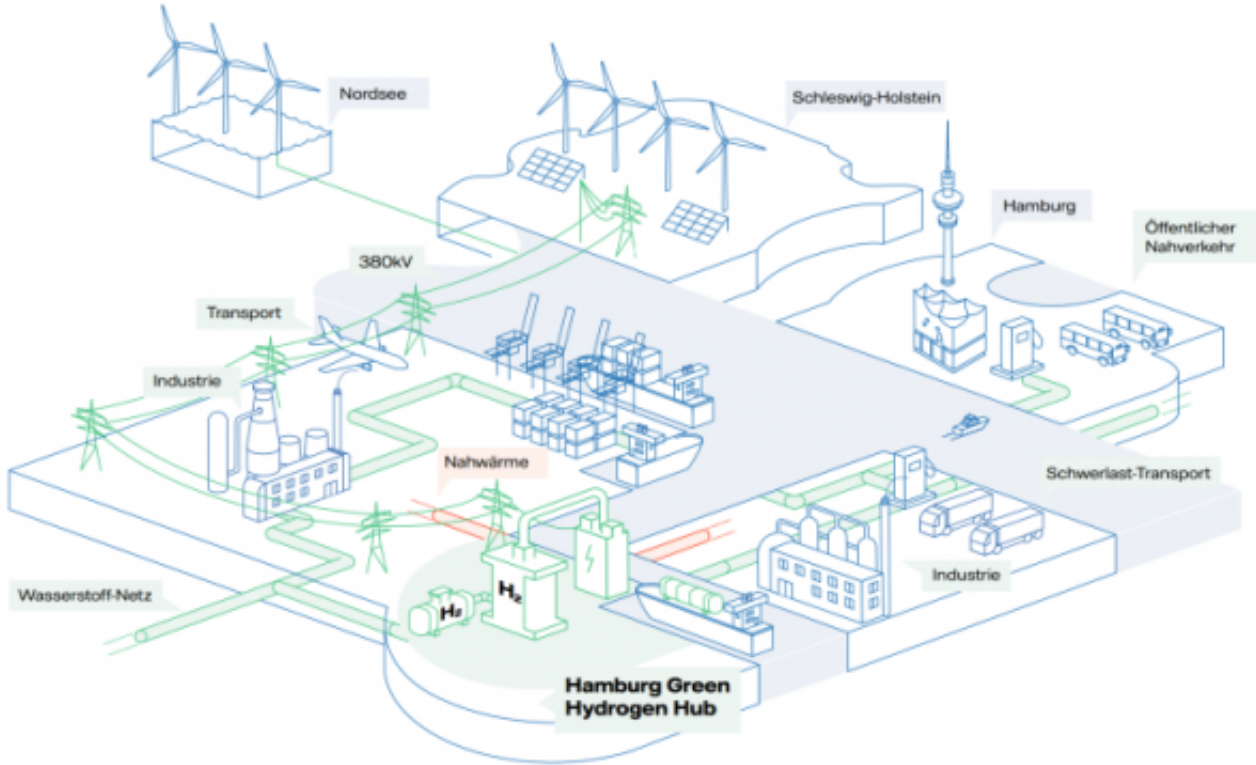 Nordsee
Schleswig-Holstein
Hamburg
Öffentlicher
Nahverkehr
380kV
Transport
Industrie
Nahwärme
Schwerlast-Transport
Industrie
Wasserstoff-Netz
H₂
H₂
Hamburg Green
Hydrogen Hub